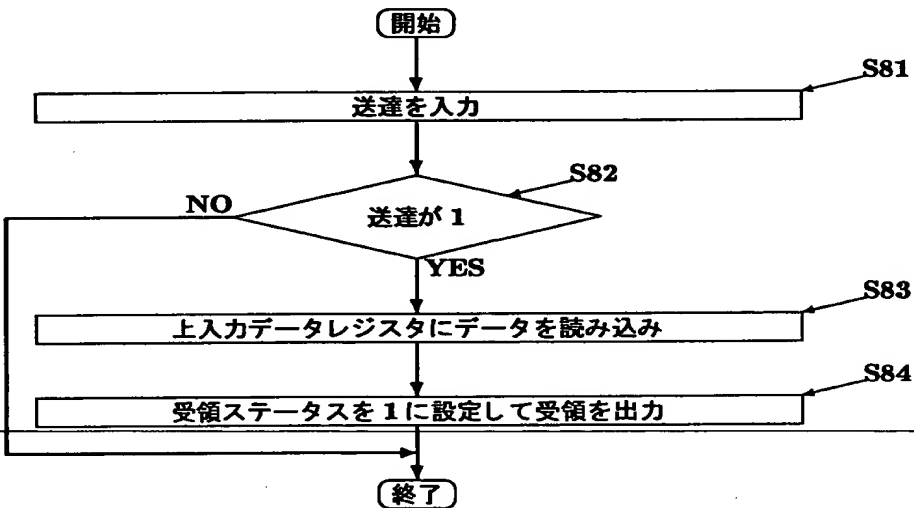 開始
S81
送達を入力
S82
NO
送達が 1
YES
S83
上入力データレジスタにデータを読み込み
S84
受領ステータスを 1 に設定して受領を出力
終了